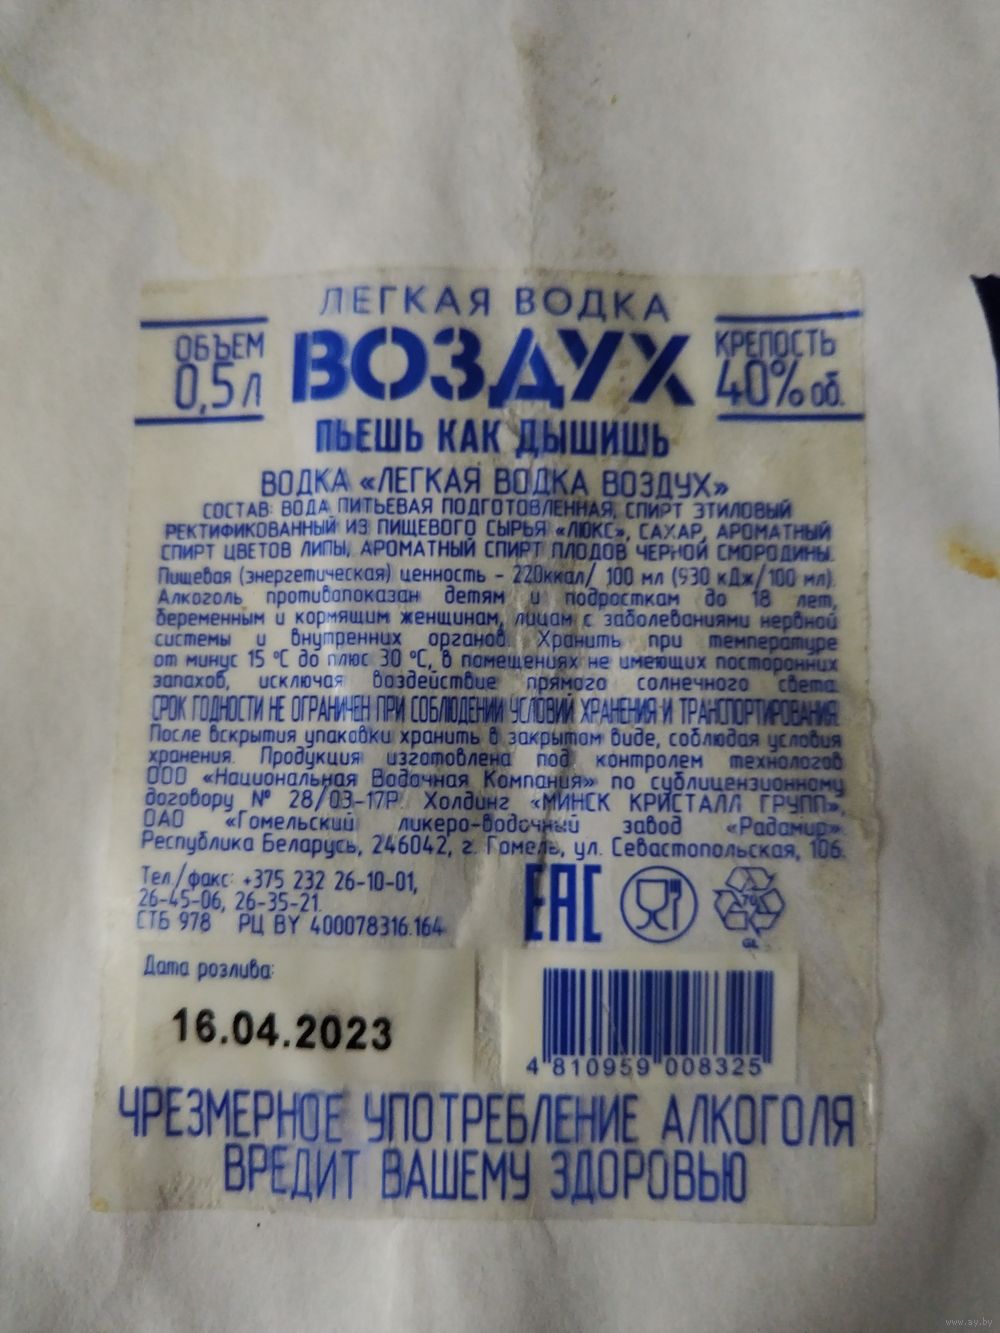 ЛЕГКАЯ ВОДКА
ОБЪЕМ
0,5 Л
ВОЗДУХ
КРЕПОСТЬ
40% об.
ПЬЕШЬ КАК ДЫШИШЬ
ВОДКА «ЛЕГКАЯ ВОДКА ВОЗДУХ»
СОСТАВ: ВОДА ПИТЬЕВАЯ ПОДГОТОВЛЕННАЯ, СПИРТ ЭТИЛОВЫЙ
РЕКТИФИКОВАННЫЙ ИЗ ПИЩЕВОГО СЫРЬЯ «ЛЮКС», САХАР, АРОМАТНЫЙ
СПИРТ ЦВЕТОВ ЛИПЫ, АРОМАТНЫЙ СПИРТ ПЛОДОВ ЧЕРНОЙ СМОРОДИНЫ.
Пищевая (энергетическая) ценность - 220ккал/ 100 мл (930 кДж/100 мл).
Алкоголь противопоказан детям и подросткам до 18 лет,
беременным и кормящим женщинам, лицам с заболеваниями нервной
системы и внутренних органов. Хранить при температуре
от минус 15 °С до плюс 30 °С, в помещениях не имеющих посторонних
запахов, исключая воздействие прямого солнечного света.
СРОК ГОДНОСТИ НЕ ОГРАНИЧЕН ПРИ СОБЛЮДЕНИИ УСЛОВИЙ ХРАНЕНИЯ И ТРАНСПОРТИРОВАНИЯ.
После вскрытия упаковки хранить в закрытом виде, соблюдая условия
хранения. Продукция изготовлена под контролем технологов
ООО «Национальная Водочная Компания» по сублицензионному
договору № 28/03-17Р. Холдинг «МИНСК КРИСТАЛЛ ГРУПП»,
ОАО «Гомельский ликеро-водочный завод «Радамир».
Республика Беларусь, 246042, г. Гомель, ул. Севастопольская, 106.
Тел./факс: +375 232 26-10-01,
26-45-06, 26-35-21.
СТБ 978 РЦ BY 400078316.164
ЕАС
70
GL
Дата розлива:
16.04.2023
4 810959 008325
ЧРЕЗМЕРНОЕ УПОТРЕБЛЕНИЕ АЛКОГОЛЯ
ВРЕДИТ ВАШЕМУ ЗДОРОВЬЮ
www.ay.by